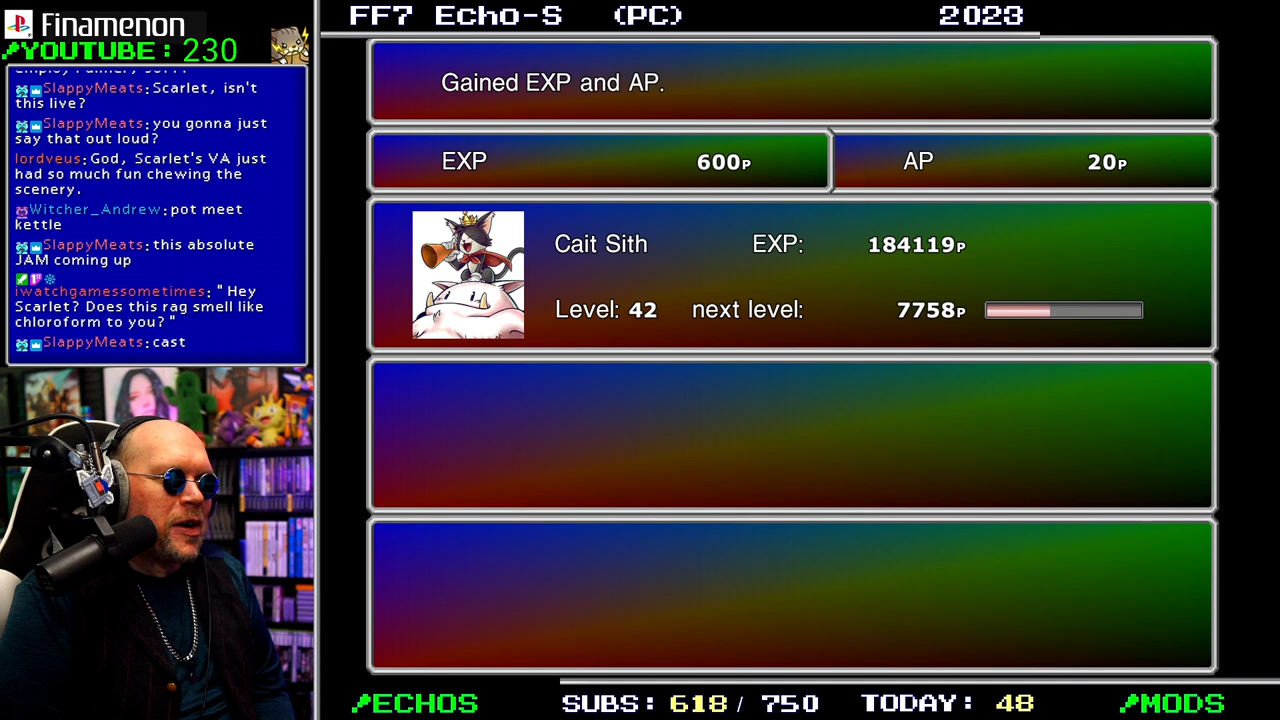 Finamenon
YOUTUBE: 230
FF7 Echo-S (PC) 2023
SlappyMeats: Scarlet, isn't
this live?
SlappyMeats: you gonna just
say that out loud?
lordveus: God, Scarlet's VA just
had so much fun chewing the
scenery.
Witcher_Andrew: pot meet
kettle
SlappyMeats: this absolute
JAM coming up
iwatchgamessometimes: "Hey
Scarlet? Does this rag smell like
chloroform to you?"
SlappyMeats: cast
Gained EXP and AP.
EXP 600P AP 20P
Cait Sith EXP: 184119P
Level: 42 next level: 7758P
/ECHOS SUBS: 618/ 750 TODAY: 48 /MODS